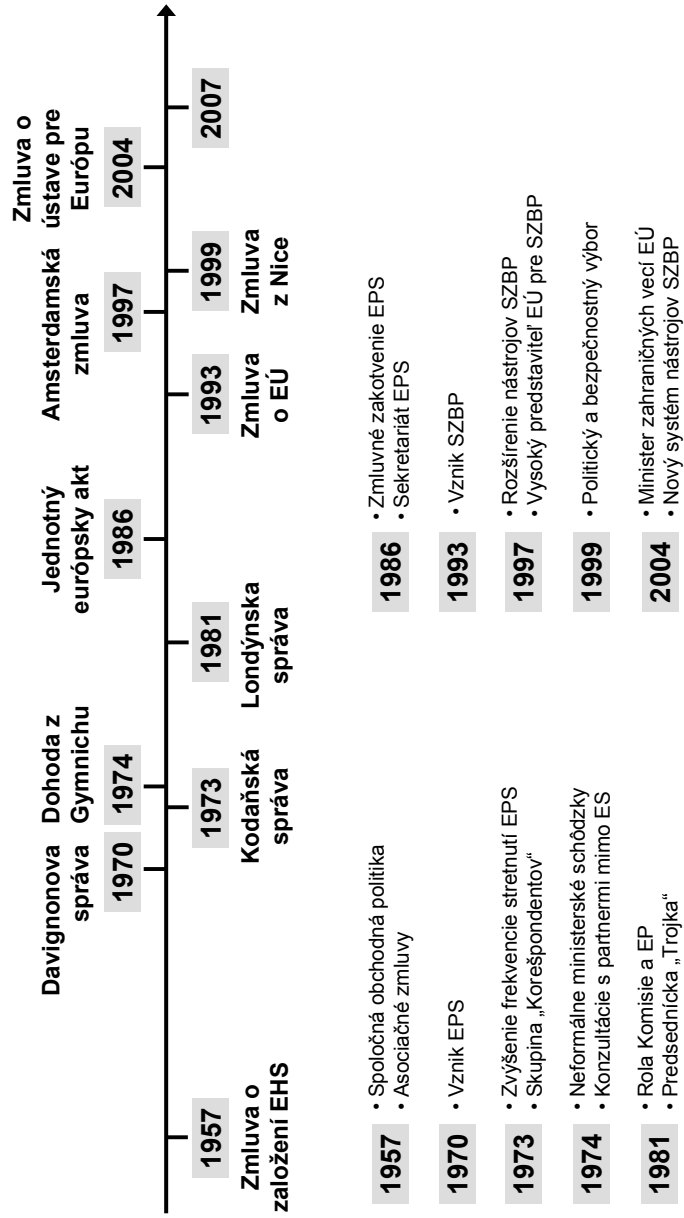 Davignonova
správa
1970
Dohoda z
Gymnichu
1974
Jednotný
európsky akt
1986
Amsterdamská
zmluva
1997
Zmluva o
ústave pre
Európu
2004
1957
Zmluva o
založení EHS
1973
Kodaňská
správa
1981
Londýnska
správa
1993
Zmluva
o EÚ
1999
Zmluva
z Nice
2007
1957
• Spoločná obchodná politika
• Asociačné zmluvy
1970
• Vznik EPS
1973
• Zvýšenie frekvencie stretnutí EPS
• Skupina „Korešpondentov“
1974
• Neformálne ministerské schôdzky
• Konzultácie s partnermi mimo ES
1981
• Rola Komisie a EP
• Predsednícka „Trojka“
1986
• Zmluvné zakotvenie EPS
• Sekretariát EPS
1993
• Vznik SZBP
1997
• Rozšírenie nástrojov SZBP
• Vysoký predstaviteľ EÚ pre SZBP
1999
• Politický a bezpečnostný výbor
2004
• Minister zahraničných vecí EÚ
• Nový systém nástrojov SZBP